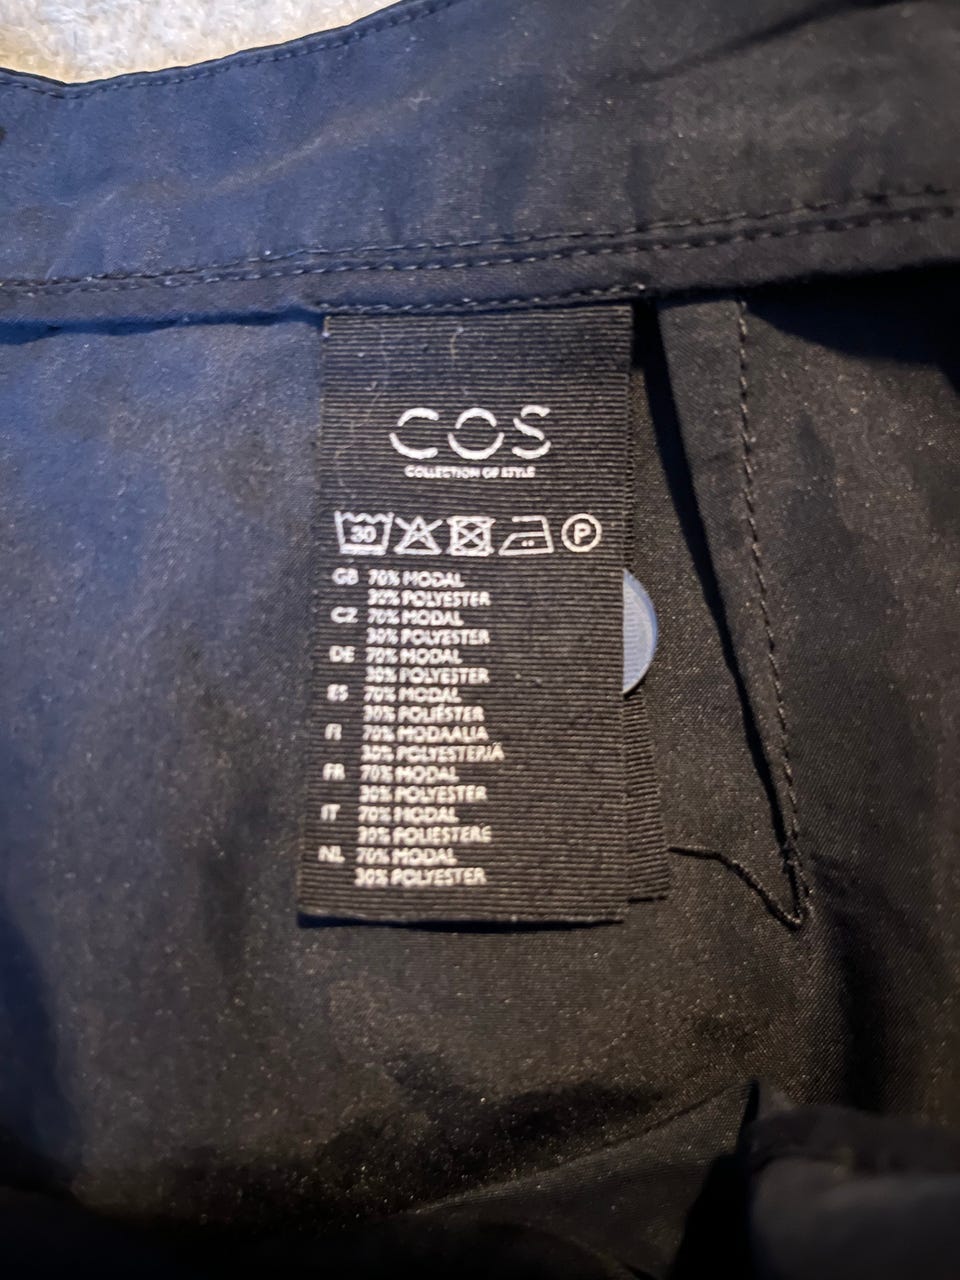 COS
COLLECTION OF STYLE
30 P
GB 70% MODAL
30% POLYESTER
CZ 70% MODAL
30% POLYESTER
DE 70% MODAL
30% POLYESTER
ES 70% MODAL
30% POLIÉSTER
FI 70% MODAALIA
30% POLYESTERIÄ
FR 70% MODAL
30% POLYESTER
IT 70% MODAL
30% POLIESTERE
NL 70% MODAL
30% POLYESTER